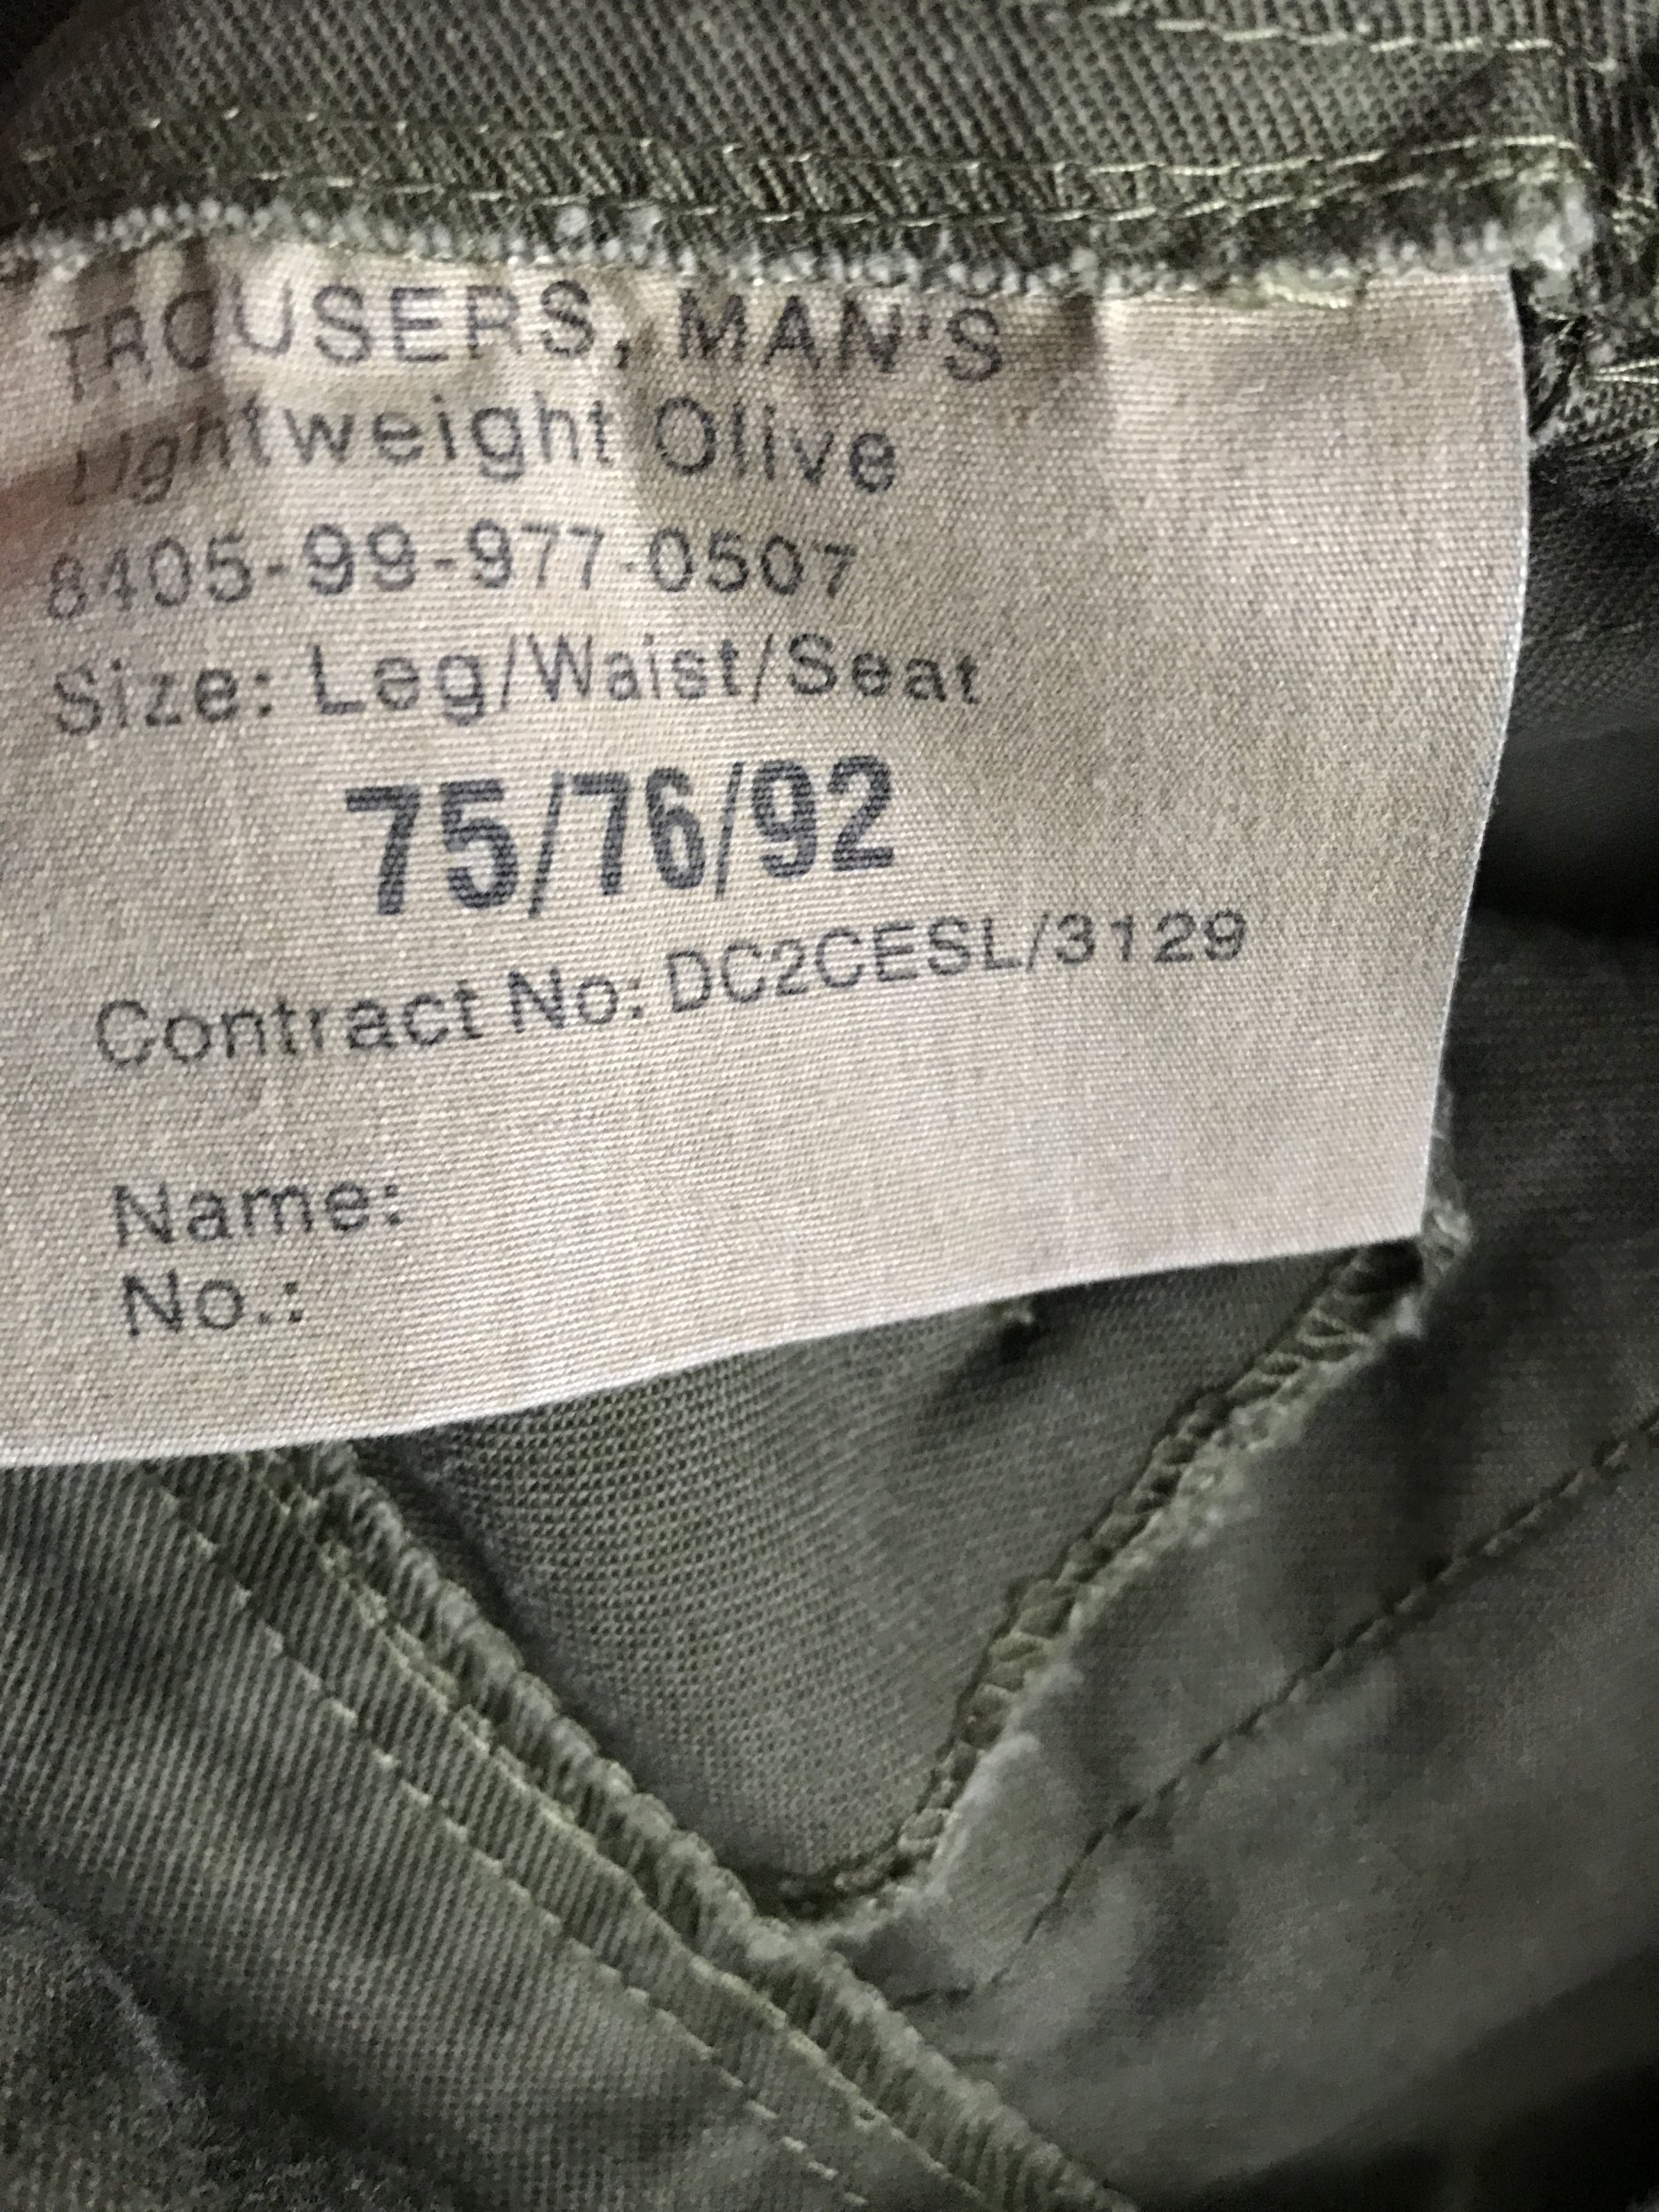 TROUSERS, MAN'S
Lightweight Olive
8405-99-977-0507
Size: Leg/Waist/Seat
75/76/92
Contract No: DC2CESL/3129
Name:
No.: